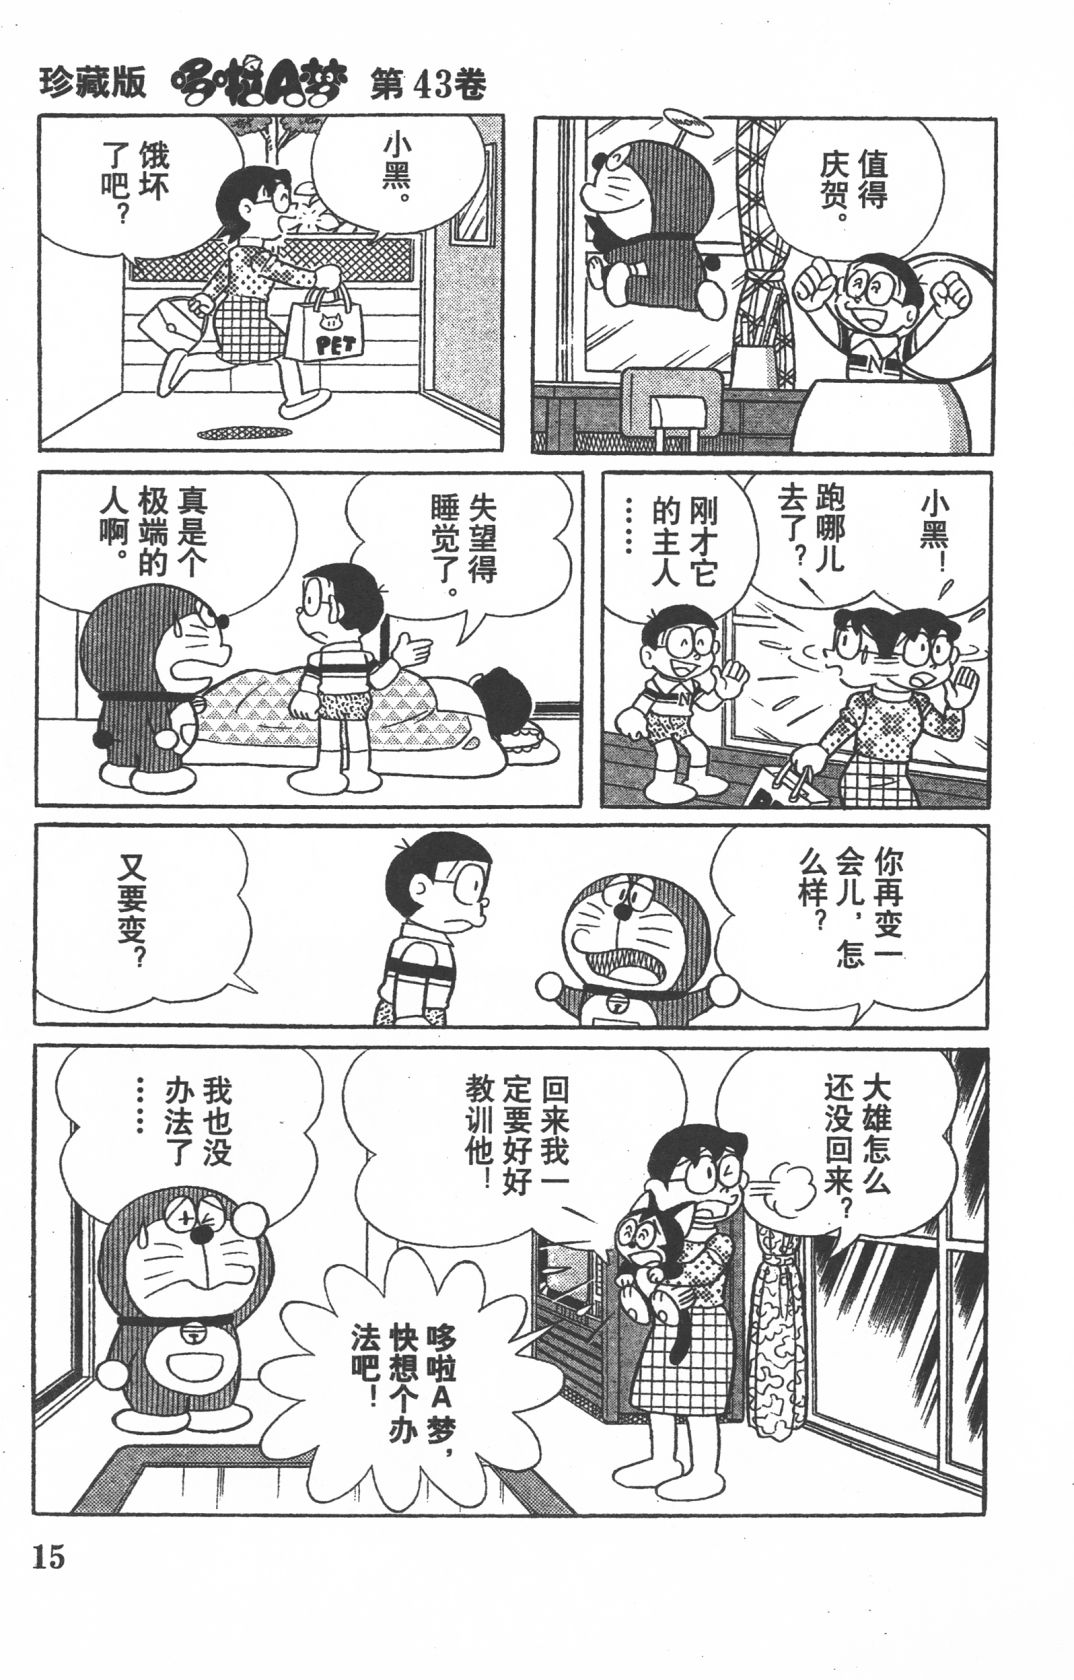 珍藏版 哆啦A梦 第43卷
值得
庆贺。
小黑。
饿坏
了吧？
PET
N
小黑！
跑哪儿
去了？
刚才它
的主人
……
N
失望得
睡觉了。
真是个
极端的
人啊。
你再变一
会儿，怎
么样？
又要变？
大雄怎么
还没回来？
回来我一
定要好好
教训他！
哆啦A梦，
快想个办
法吧！
我也没
办法了
……
15